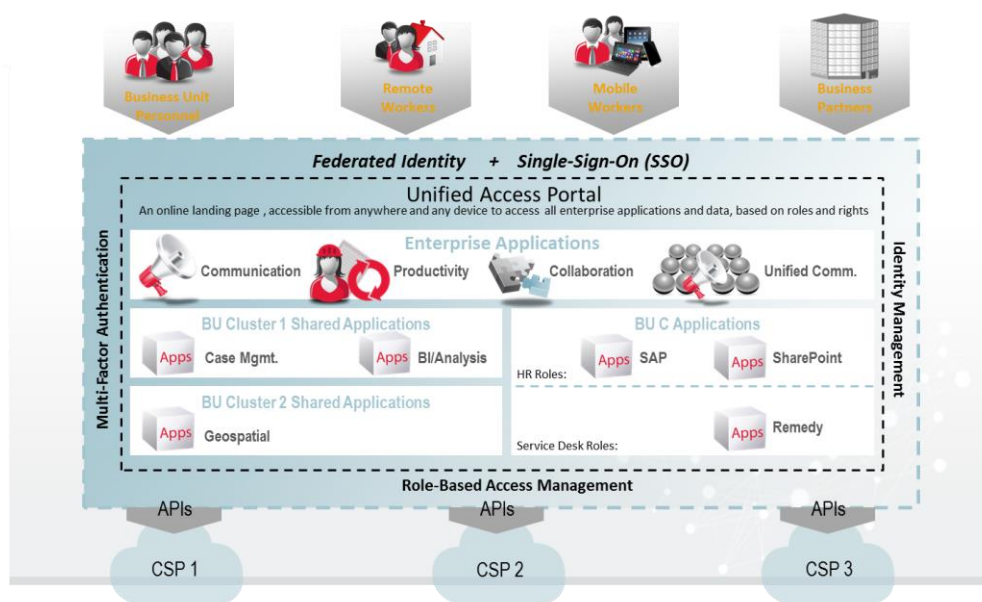 Business Unit
Personnel
Remote
Workers
Mobile
Workers
Business
Partners
Federated Identity + Single-Sign-On (SSO)
Unified Access Portal
An online landing page , accessible from anywhere and any device to access all enterprise applications and data, based on roles and rights
Multi-Factor Authentication
Identity Management
Enterprise Applications
Communication
Productivity
Collaboration
Unified Comm.
BU Cluster 1 Shared Applications
Apps Case Mgmt.
Apps BI/Analysis
BU C Applications
HR Roles:
Apps SAP
Apps SharePoint
BU Cluster 2 Shared Applications
Apps Geospatial
Service Desk Roles:
Apps Remedy
Role-Based Access Management
APIs
APIs
APIs
CSP 1
CSP 2
CSP 3